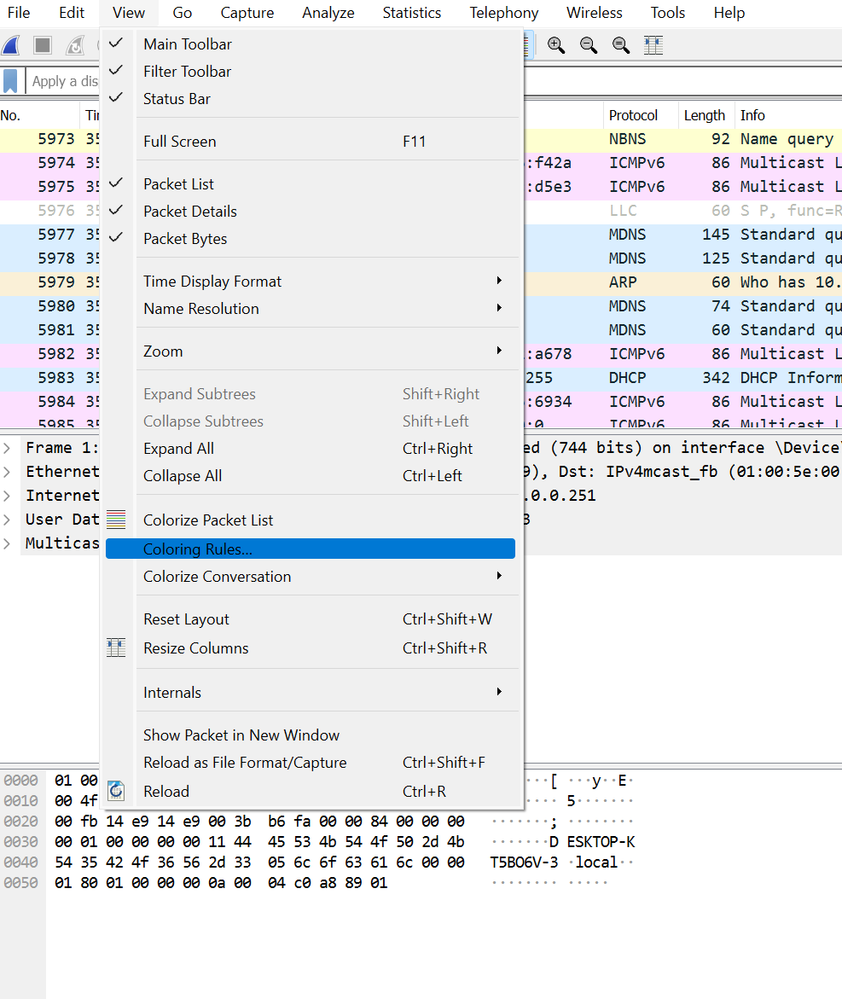 File Edit View Go Capture Analyze Statistics Telephony Wireless Tools Help
Main Toolbar
Filter Toolbar
Status Bar
Full Screen F11
Packet List
Packet Details
Packet Bytes
Time Display Format
Name Resolution
Zoom
Expand Subtrees Shift+Right
Collapse Subtrees Shift+Left
Expand All Ctrl+Right
Collapse All Ctrl+Left
Colorize Packet List
Coloring Rules...
Colorize Conversation
Reset Layout Ctrl+Shift+W
Resize Columns Ctrl+Shift+R
Internals
Show Packet in New Window
Reload as File Format/Capture Ctrl+Shift+F
Reload Ctrl+R
Apply a dis
No. Protocol Length Info
5973 35 NBNS 92 Name query
5974 35 :f42a ICMPv6 86 Multicast L
5975 35 :d5e3 ICMPv6 86 Multicast L
5976 35 LLC 60 S P, func=R
5977 35 MDNS 145 Standard qu
5978 35 MDNS 125 Standard qu
5979 35 ARP 60 Who has 10.
5980 35 MDNS 74 Standard qu
5981 35 MDNS 60 Standard qu
5982 35 :a678 ICMPv6 86 Multicast L
5983 35 255 DHCP 342 DHCP Inform
5984 35 :6934 ICMPv6 86 Multicast L
5985 35 :0 ICMPv6 86 Multicast L
Frame 1: ed (744 bits) on interface \Device\
Ethernet 9), Dst: IPv4mcast_fb (01:00:5e:00
Internet .0.0.251
User Dat 3
Multicas
0000 01 00 ···[ ···y··E·
0010 00 4f ···· 5·······
0020 00 fb 14 e9 14 e9 00 3b b6 fa 00 00 84 00 00 00 ·······; ········
0030 00 01 00 00 00 00 11 44 45 53 4b 54 4f 50 2d 4b ·······D ESKTOP-K
0040 54 35 42 4f 36 56 2d 33 05 6c 6f 63 61 6c 00 00 T5BO6V-3 ·local··
0050 01 80 01 00 00 00 0a 00 04 c0 a8 89 01 ········ ·····